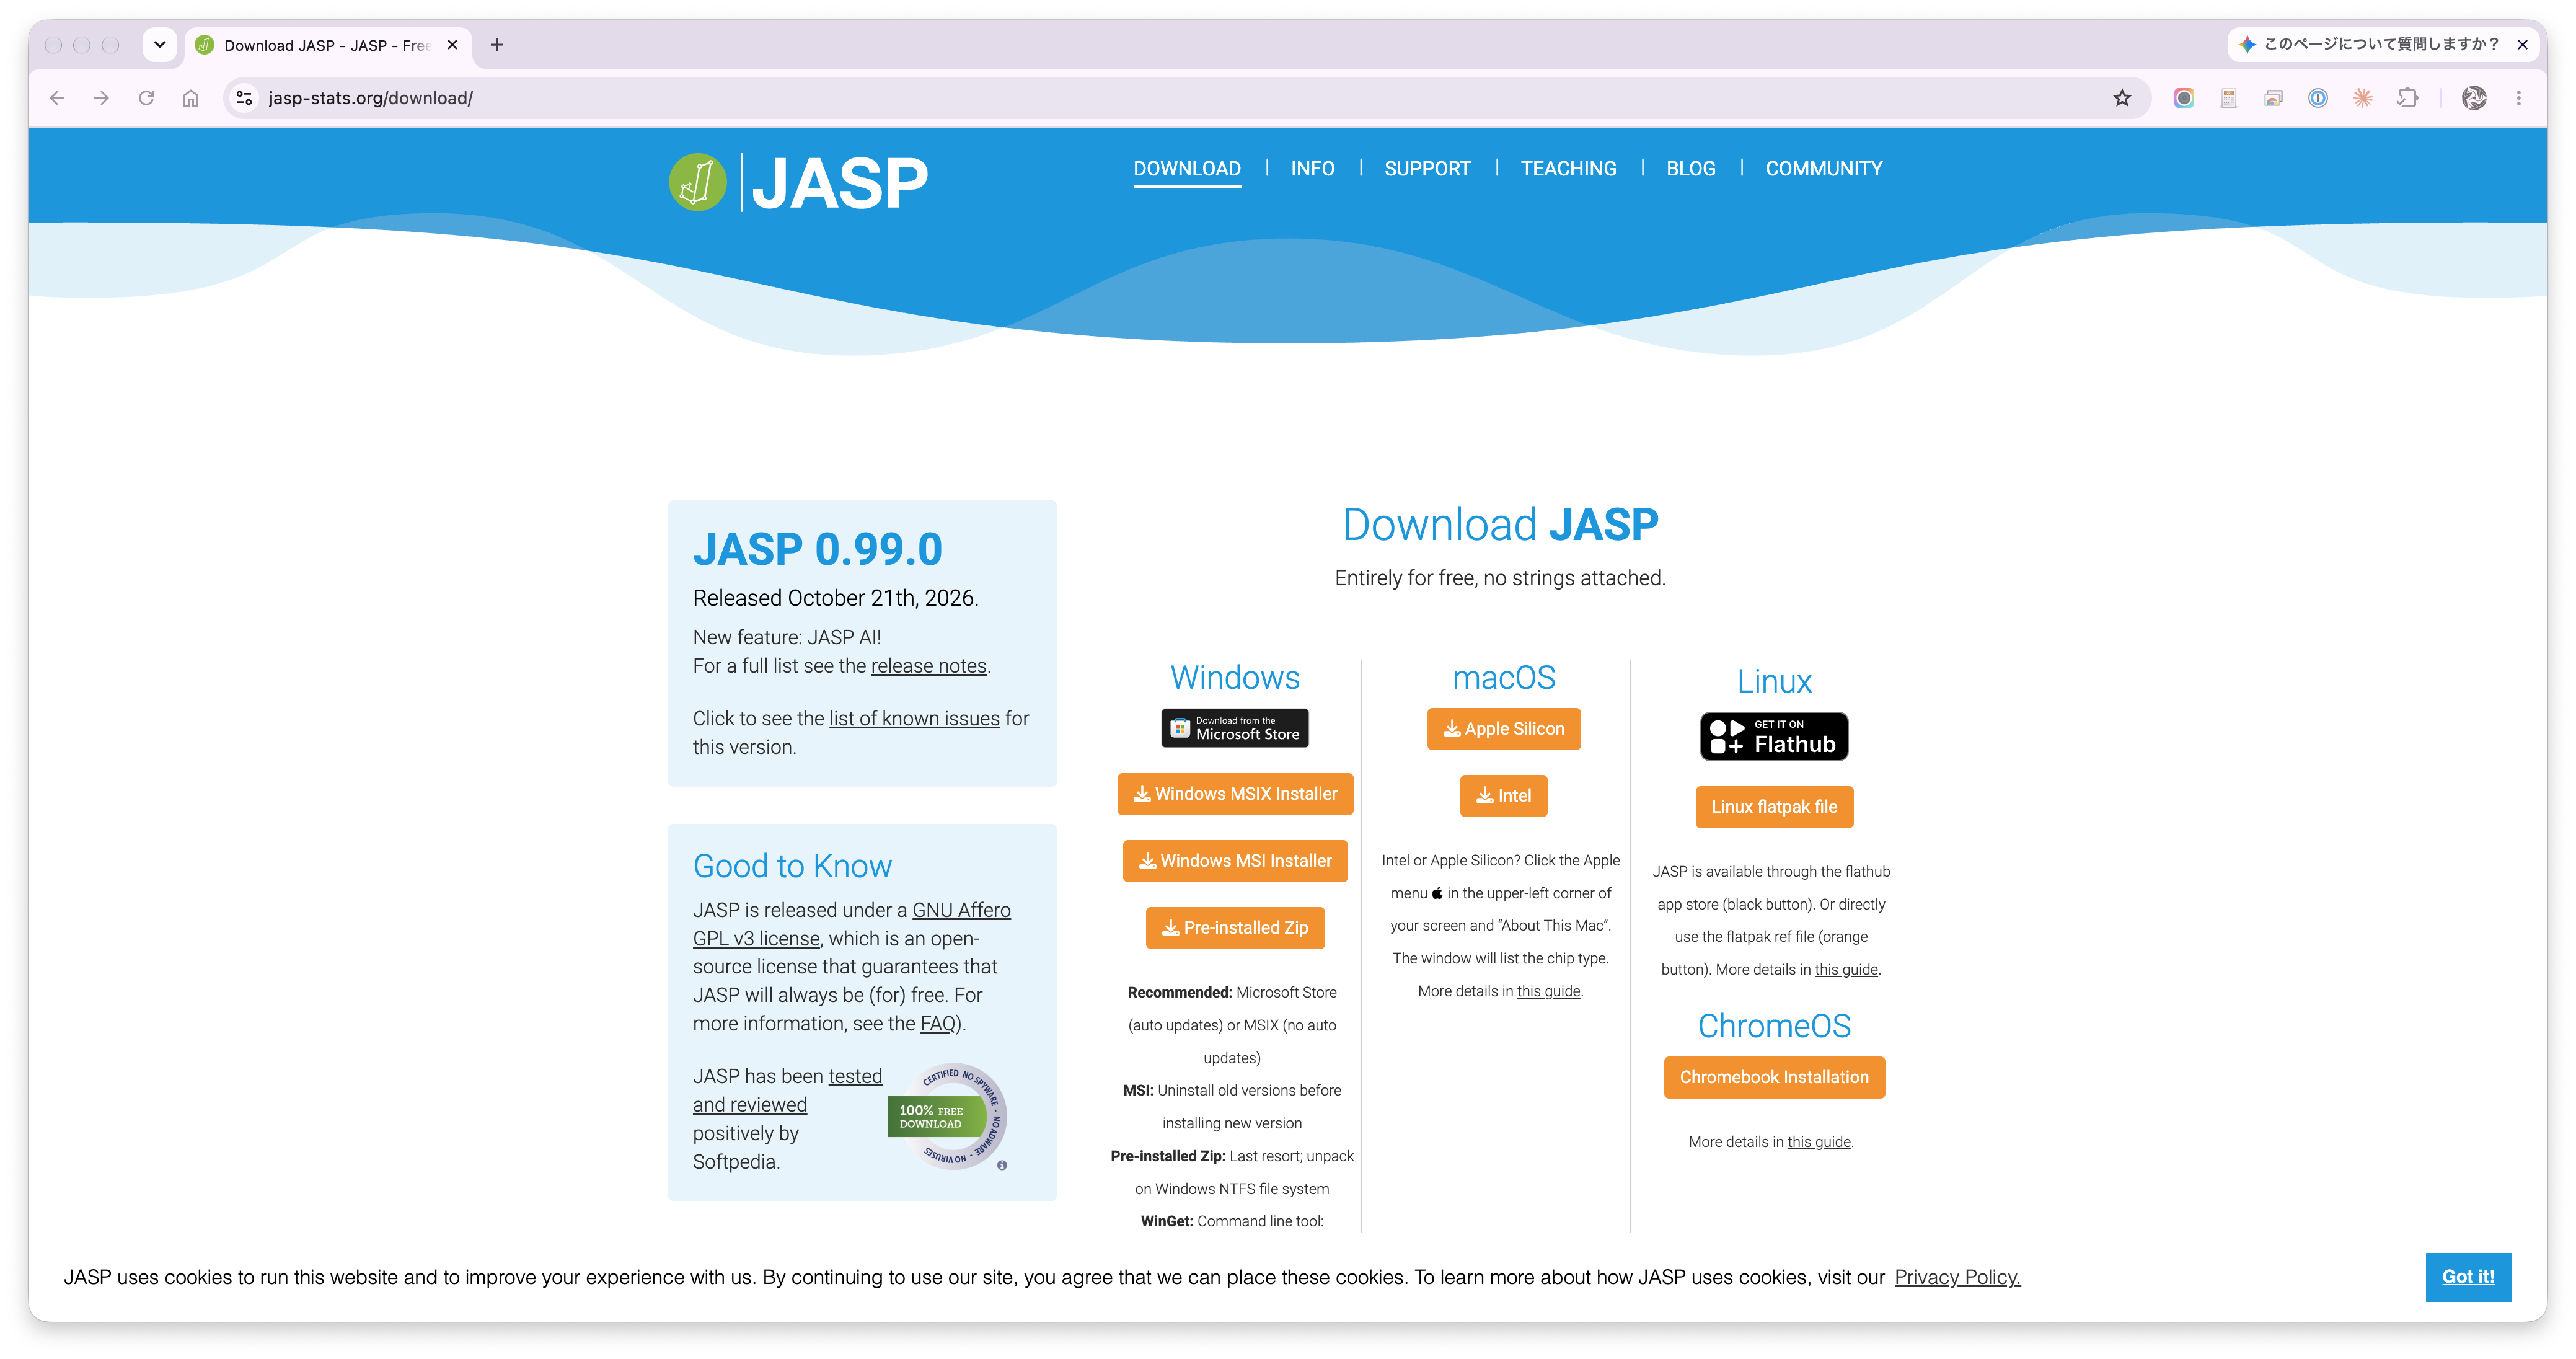 Download JASP - JASP - Free
このページについて質問しますか？
jasp-stats.org/download/
JASP
DOWNLOAD | INFO | SUPPORT | TEACHING | BLOG | COMMUNITY
JASP 0.99.0
Released October 21th, 2026.
New feature: JASP AI!
For a full list see the release notes.
Click to see the list of known issues for
this version.
Good to Know
JASP is released under a GNU Affero
GPL v3 license, which is an open-
source license that guarantees that
JASP will always be (for) free. For
more information, see the FAQ).
JASP has been tested
and reviewed
positively by
Softpedia.
CERTIFIED NO SPYWARE - NO ADWARE - NO VIRUSES
100% FREE
DOWNLOAD
Download JASP
Entirely for free, no strings attached.
Windows
Download from the
Microsoft Store
Windows MSIX Installer
Windows MSI Installer
Pre-installed Zip
Recommended: Microsoft Store
(auto updates) or MSIX (no auto
updates)
MSI: Uninstall old versions before
installing new version
Pre-installed Zip: Last resort; unpack
on Windows NTFS file system
WinGet: Command line tool:
macOS
Apple Silicon
Intel
Intel or Apple Silicon? Click the Apple
menu in the upper-left corner of
your screen and “About This Mac”.
The window will list the chip type.
More details in this guide.
Linux
GET IT ON
Flathub
Linux flatpak file
JASP is available through the flathub
app store (black button). Or directly
use the flatpak ref file (orange
button). More details in this guide.
ChromeOS
Chromebook Installation
More details in this guide.
JASP uses cookies to run this website and to improve your experience with us. By continuing to use our site, you agree that we can place these cookies. To learn more about how JASP uses cookies, visit our Privacy Policy.
Got it!